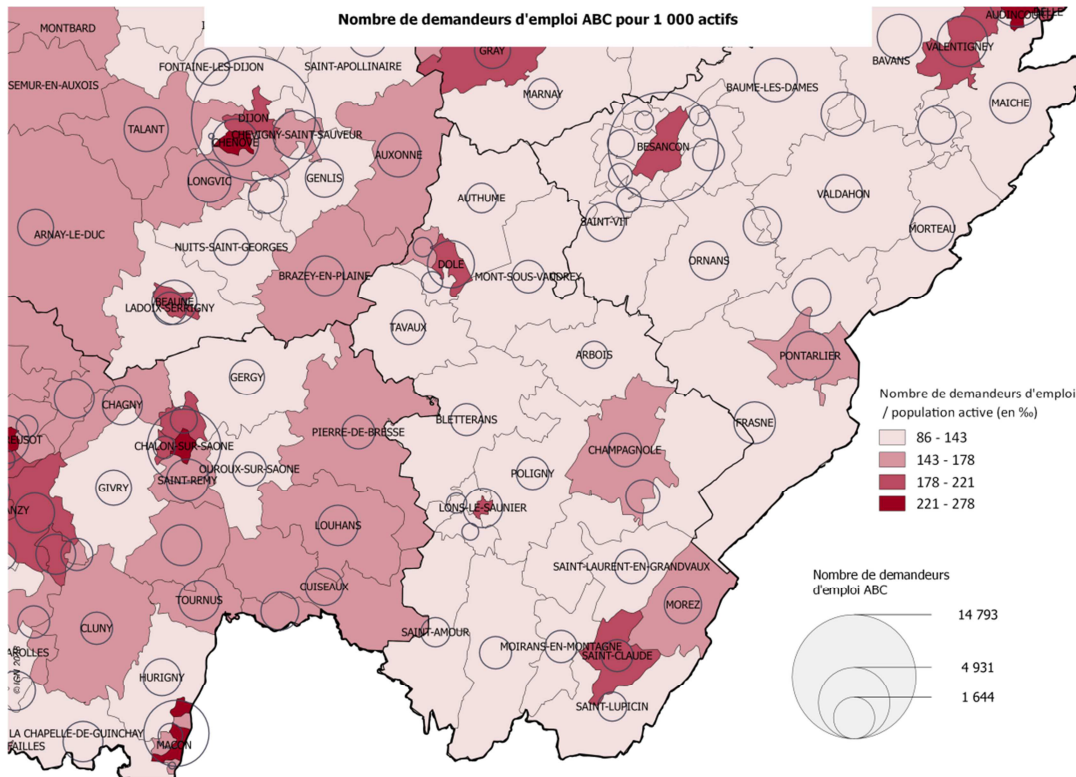 Nombre de demandeurs d'emploi ABC pour 1 000 actifs
MONTBARD
AUDINCOURT
GRAY
VALENTIGNEY
FONTAINE-LES-DIJON
SAINT-APOLLINAIRE
BAVANS
SEMUR-EN-AUXOIS
BAUME-LES-DAMES
MARNAY
MAICHE
DIJON
TALANT
CHEVIGNY-SAINT-SAUVEUR
CHENOVE
BESANCON
AUXONNE
LONGVIC
GENLIS
AUTHUME
VALDAHON
SAINT-VIT
ARNAY-LE-DUC
MORTEAU
NUITS-SAINT-GEORGES
DOLE
ORNANS
BRAZEY-EN-PLAINE
MONT-SOUS-VAUDREY
BEAUNE
LADOIX-SERRIGNY
TAVAUX
ARBOIS
PONTARLIER
GERGY
CHAGNY
BLETTERANS
FRASNE
PIERRE-DE-BRESSE
CHALON-SUR-SAONE
CHAMPAGNOLE
OUROUX-SUR-SAONE
POLIGNY
SAINT-REMY
GIVRY
LONS-LE-SAUNIER
LOUHANS
SAINT-LAURENT-EN-GRANDVAUX
CUISEAUX
TOURNUS
MOREZ
CLUNY
SAINT-AMOUR
MOIRANS-EN-MONTAGNE
SAINT-CLAUDE
HURIGNY
SAINT-LUPICIN
LA CHAPELLE-DE-GUINCHAY
MACON
Nombre de demandeurs d'emploi
/ population active (en ‰)
86 - 143
143 - 178
178 - 221
221 - 278
Nombre de demandeurs
d'emploi ABC
14 793
4 931
1 644